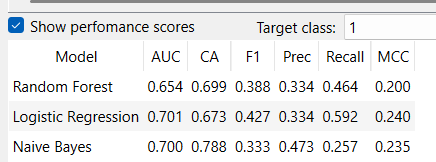 Show perfomance scores Target class: 1
Model AUC CA F1 Prec Recall MCC
Random Forest 0.654 0.699 0.388 0.334 0.464 0.200
Logistic Regression 0.701 0.673 0.427 0.334 0.592 0.240
Naive Bayes 0.700 0.788 0.333 0.473 0.257 0.235